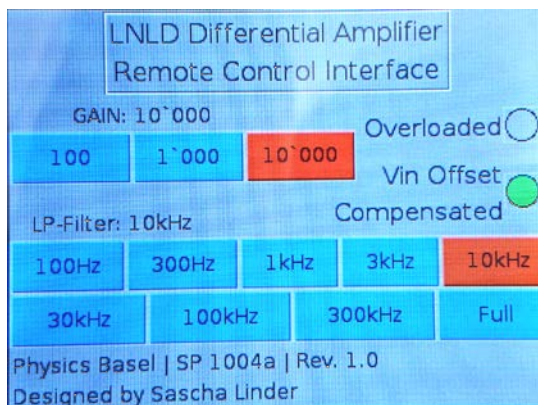 LNLD Differential Amplifier
Remote Control Interface
GAIN: 10`000
Overloaded
100
1`000
10`000
Vin Offset
Compensated
LP-Filter: 10kHz
100Hz
300Hz
1kHz
3kHz
10kHz
30kHz
100kHz
300kHz
Full
Physics Basel | SP 1004a | Rev. 1.0
Designed by Sascha Linder